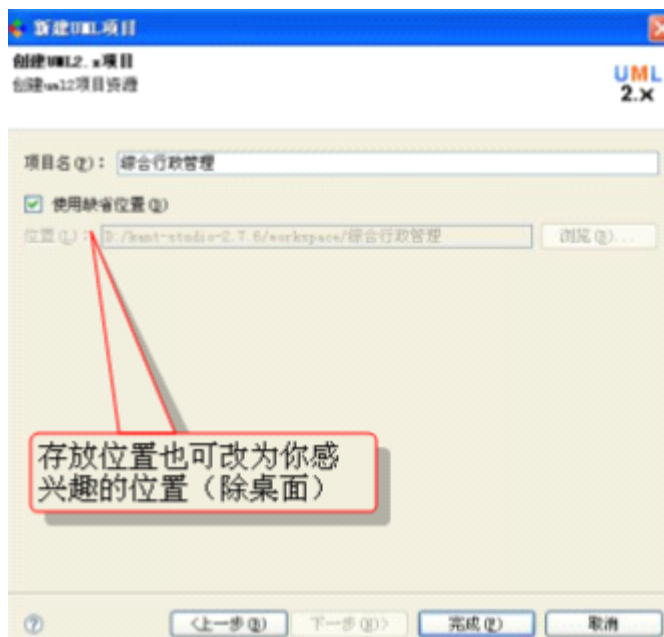 新建UML项目
创建UML2.x项目
创建uml2项目资源
UML
2.x
项目名(P)： 综合行政管理
使用缺省位置(D)
位置(L)： D:/kant-studio-2.7.6/workspace/综合行政管理 浏览(R)...
存放位置也可改为你感
兴趣的位置（除桌面）
<上一步(B) 下一步(N)> 完成(F) 取消